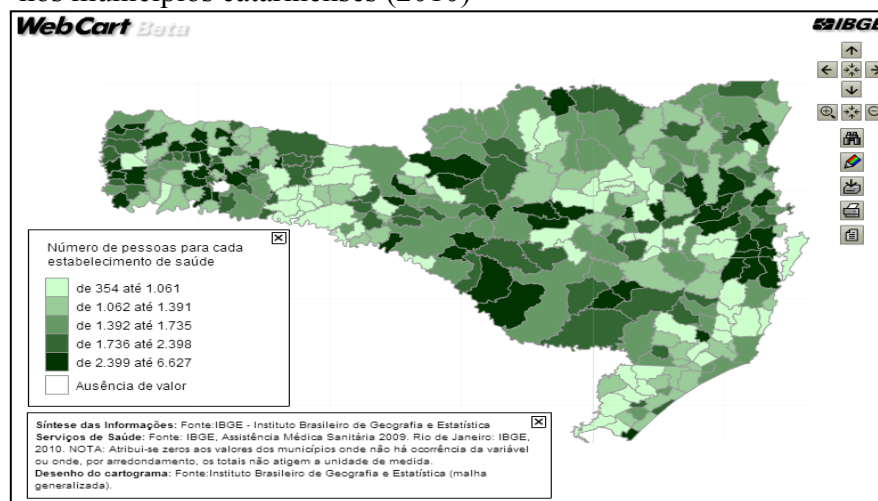 nos municípios catarinenses (2010)
WebCart Beta
IBGE
Número de pessoas para cada
estabelecimento de saúde
de 354 até 1.061
de 1.062 até 1.391
de 1.392 até 1.735
de 1.736 até 2.398
de 2.399 até 6.627
Ausência de valor
Síntese das Informações: Fonte:IBGE - Instituto Brasileiro de Geografia e Estatística
Serviços de Saúde: Fonte: IBGE, Assistência Médica Sanitária 2009. Rio de Janeiro: IBGE,
2010. NOTA: Atribui-se zeros aos valores dos municípios onde não há ocorrência da variável
ou onde, por arredondamento, os totais não atigem a unidade de medida.
Desenho do cartograma: Fonte:Instituto Brasileiro de Geografia e Estatística (malha
generalizada).